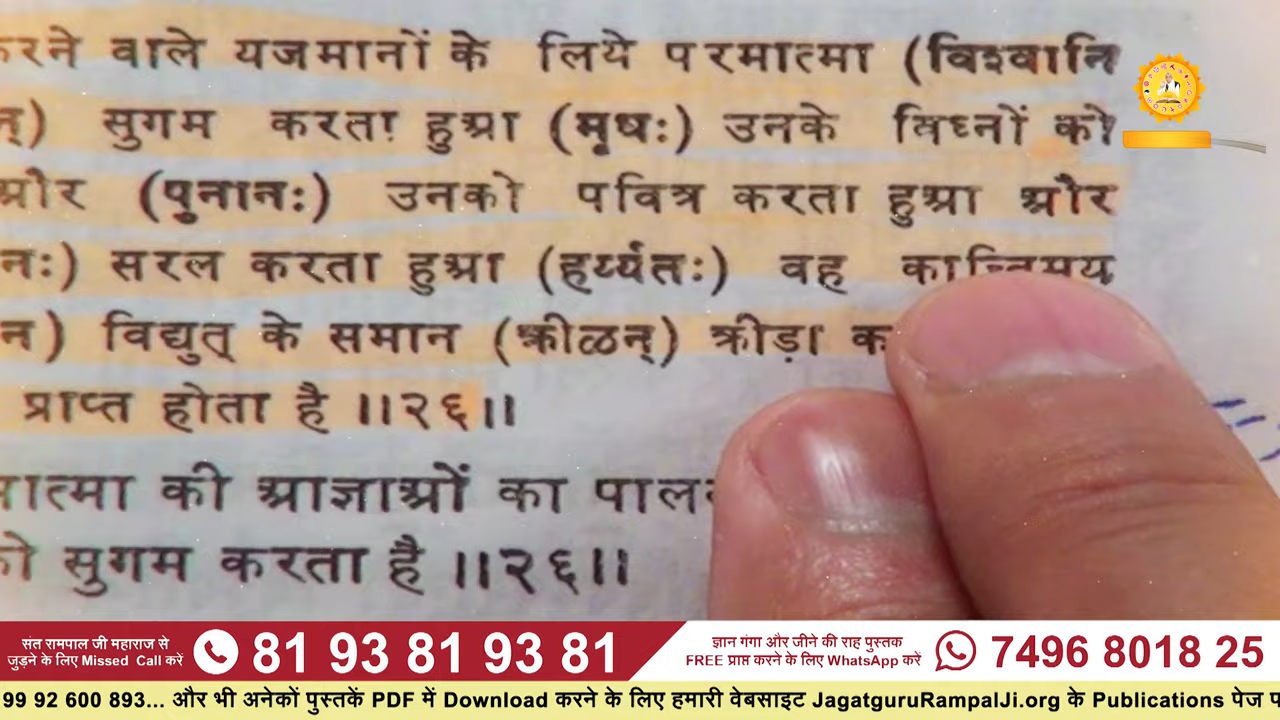 करने वाले यजमानों के लिये परमात्मा (विश्वानि
न्) सुगम करता हुआ (मृधः) उनके विघ्नों को
और (पुनानः) उनको पवित्र करता हुआ और
नः) सरल करता हुआ (हर्य्यतः) वह कान्तिमय
न) विद्युत् के समान (क्रीळन्) क्रीड़ा
प्राप्त होता है ॥२६॥
की आज्ञाओं का
सुगम करता है ॥२६॥
संत रामपाल जी महाराज से
जुड़ने के लिए Missed Call करें
81 93 81 93 81
ज्ञान गंगा और जीने की राह पुस्तक
FREE प्राप्त करने के लिए WhatsApp करें
7496 8018 25
99 92 600 893... और भी अनेकों पुस्तकें PDF में Download करने के लिए हमारी वेबसाइट JagatguruRampalJi.org के Publications पेज